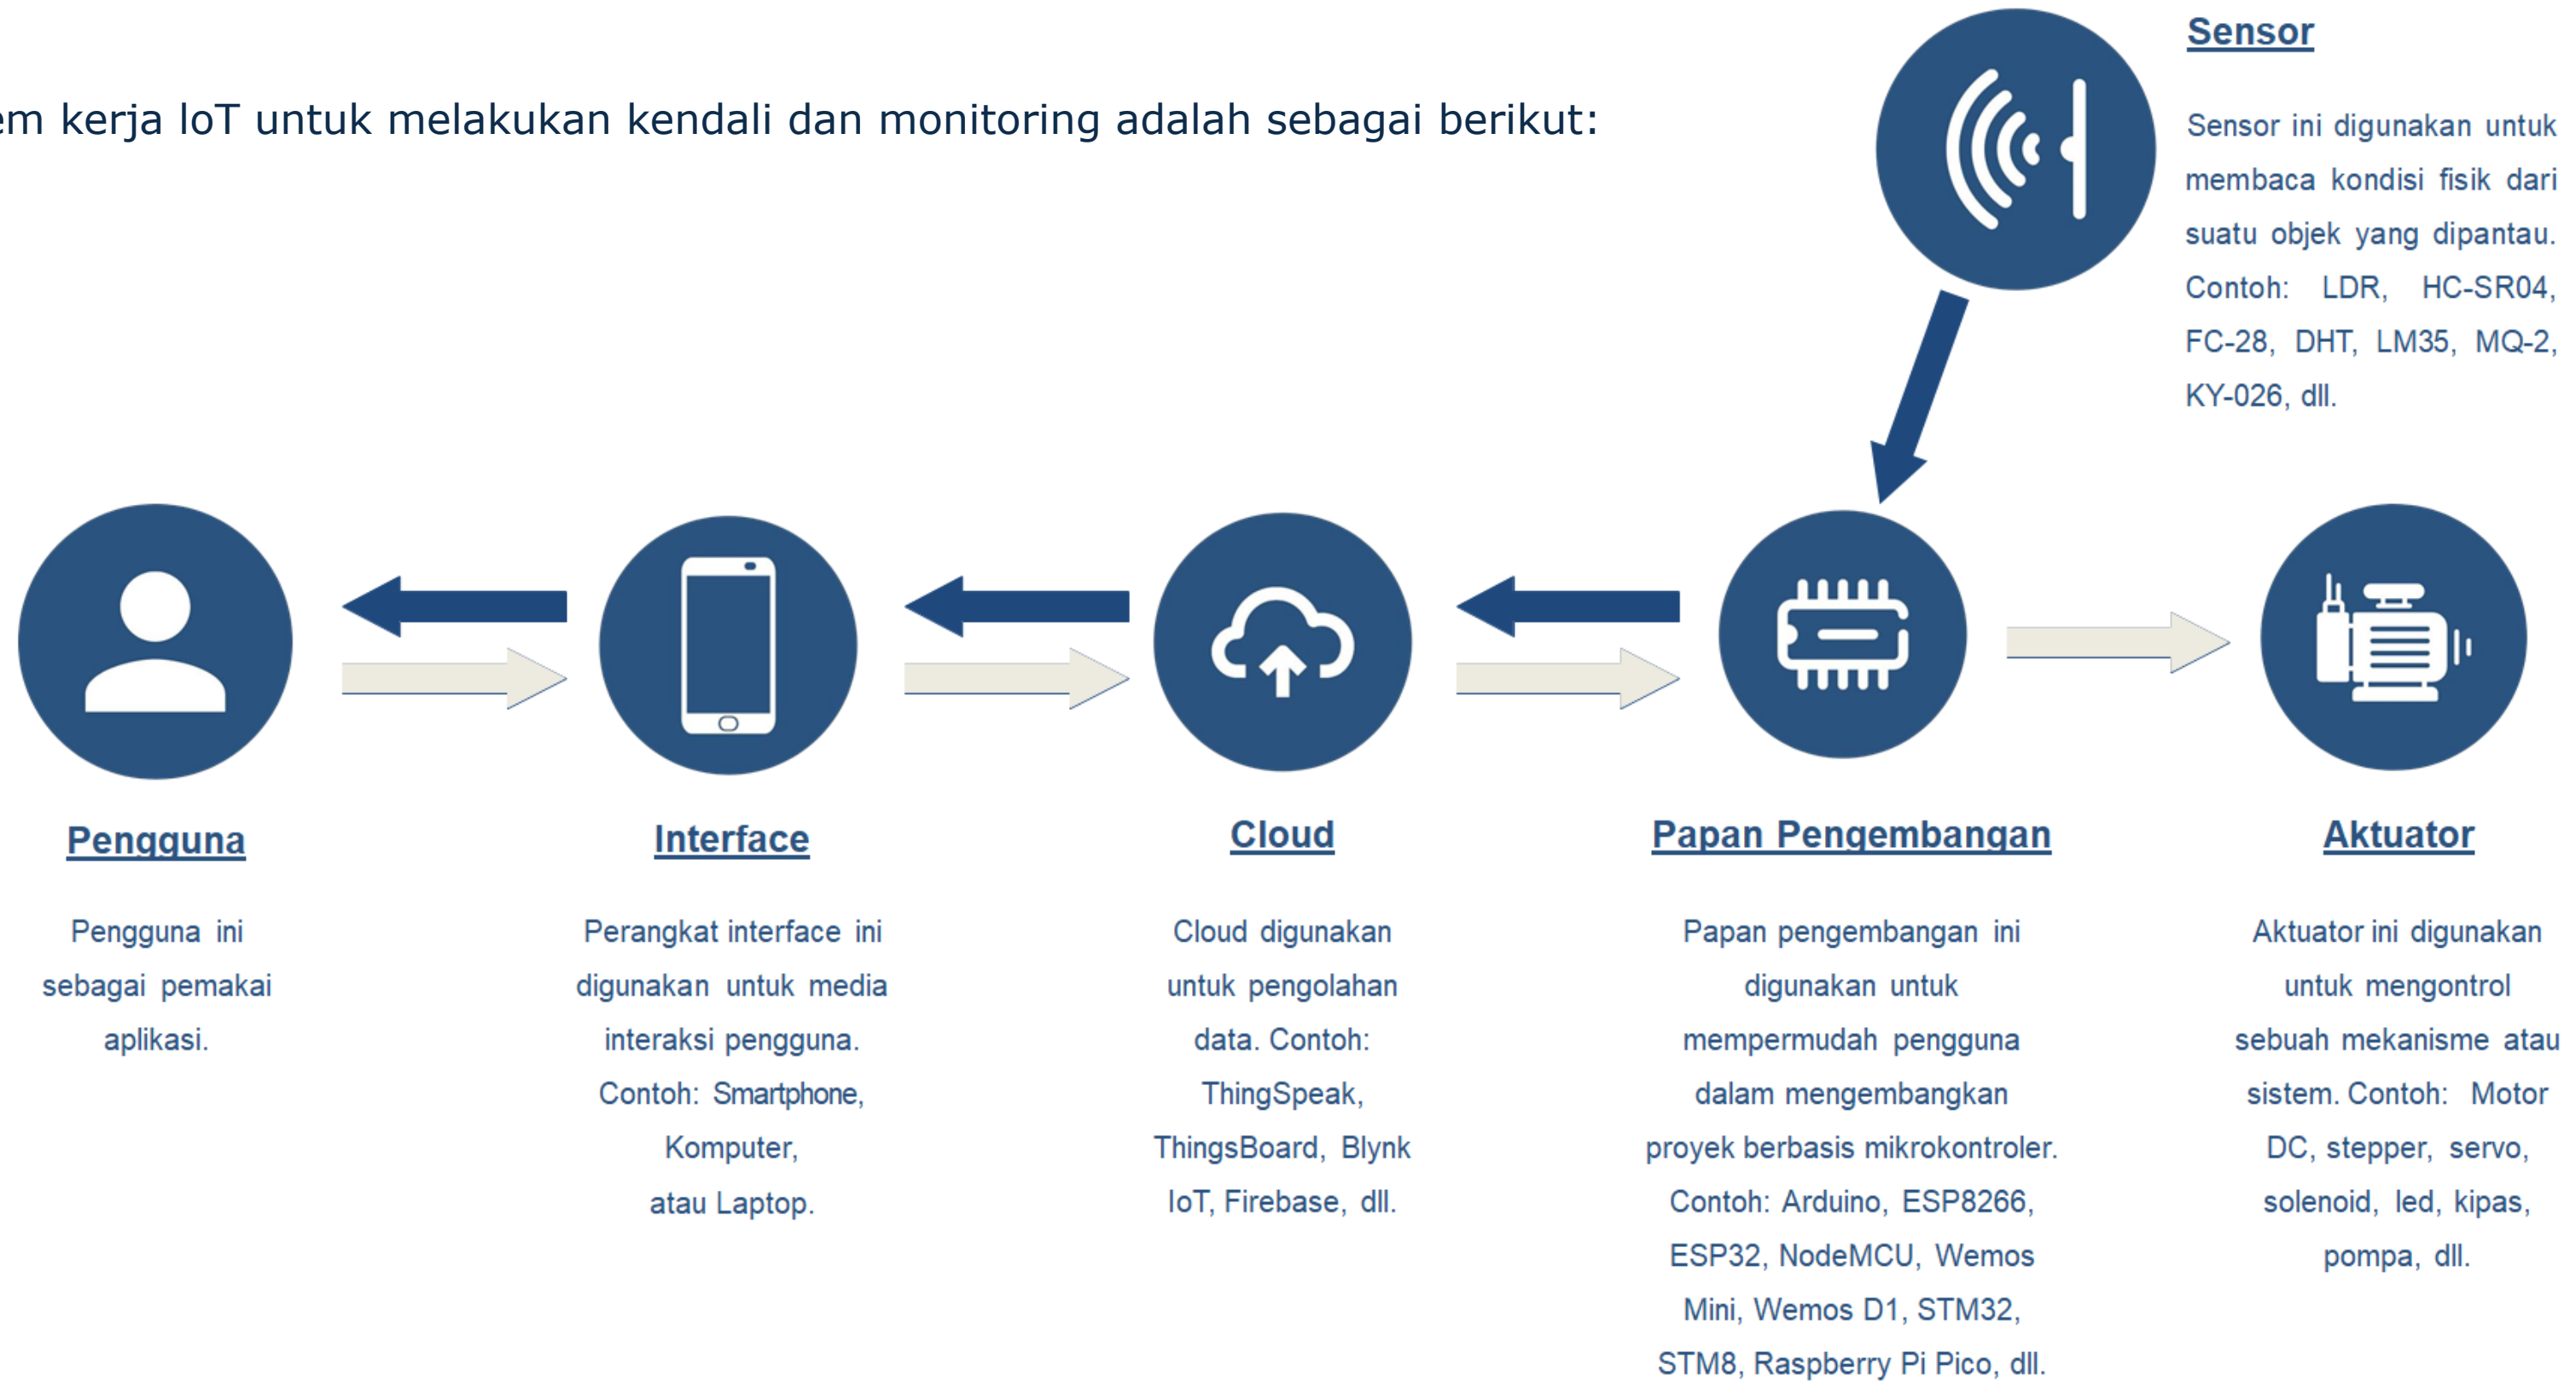 kerja IoT untuk melakukan kendali dan monitoring adalah sebagai berikut:
Sensor
Sensor ini digunakan untuk
membaca kondisi fisik dari
suatu objek yang dipantau.
Contoh: LDR, HC-SR04,
FC-28, DHT, LM35, MQ-2,
KY-026, dll.
Pengguna
Pengguna ini
sebagai pemakai
aplikasi.
Interface
Perangkat interface ini
digunakan untuk media
interaksi pengguna.
Contoh: Smartphone,
Komputer,
atau Laptop.
Cloud
Cloud digunakan
untuk pengolahan
data. Contoh:
ThingSpeak,
ThingsBoard, Blynk
IoT, Firebase, dll.
Papan Pengembangan
Papan pengembangan ini
digunakan untuk
mempermudah pengguna
dalam mengembangkan
proyek berbasis mikrokontroler.
Contoh: Arduino, ESP8266,
ESP32, NodeMCU, Wemos
Mini, Wemos D1, STM32,
STM8, Raspberry Pi Pico, dll.
Aktuator
Aktuator ini digunakan
untuk mengontrol
sebuah mekanisme atau
sistem. Contoh: Motor
DC, stepper, servo,
solenoid, led, kipas,
pompa, dll.